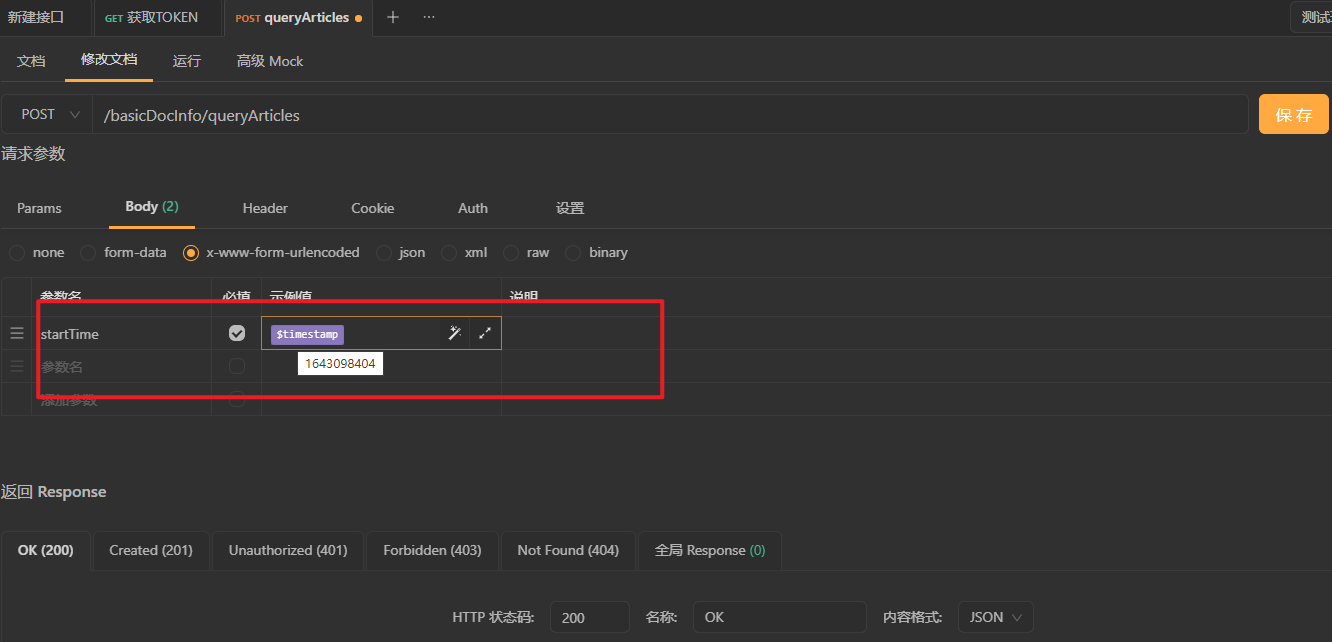 新建接口 GET 获取TOKEN POST queryArticles ···
文档 修改文档 运行 高级 Mock
POST /basicDocInfo/queryArticles 保 存
请求参数
Params Body (2) Header Cookie Auth 设置
none form-data x-www-form-urlencoded json xml raw binary
参数名 必填 示例值 说明
startTime $timestamp
1643098404
参数名
添加参数
返回 Response
OK (200) Created (201) Unauthorized (401) Forbidden (403) Not Found (404) 全局 Response (0)
HTTP 状态码: 200 名称: OK 内容格式: JSON